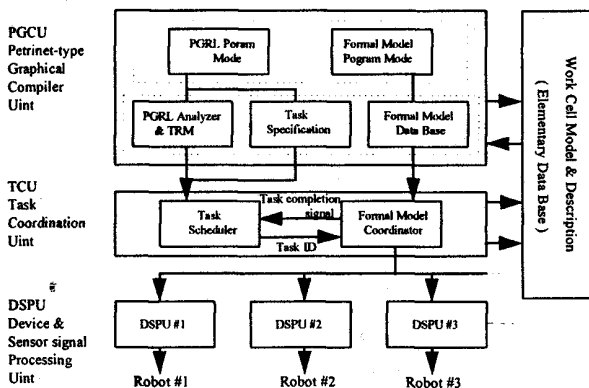 PGCU
Petrinet-type
Graphical
Compiler
Uint
PGRL Poram
Mode
Formal Model
Pogram Mode
PGRL Analyzer
& TRM
Task
Specification
Formal Model
Data Base
Work Cell Model & Description
( Elementary Data Base )
TCU
Task
Coordination
Uint
Task
Scheduler
Task completion
signal
Task ID
Formal Model
Coordinator
DSPU
Device &
Sensor signal
Processing
Uint
DSPU #1
DSPU #2
DSPU #3
Robot #1
Robot #2
Robot #3